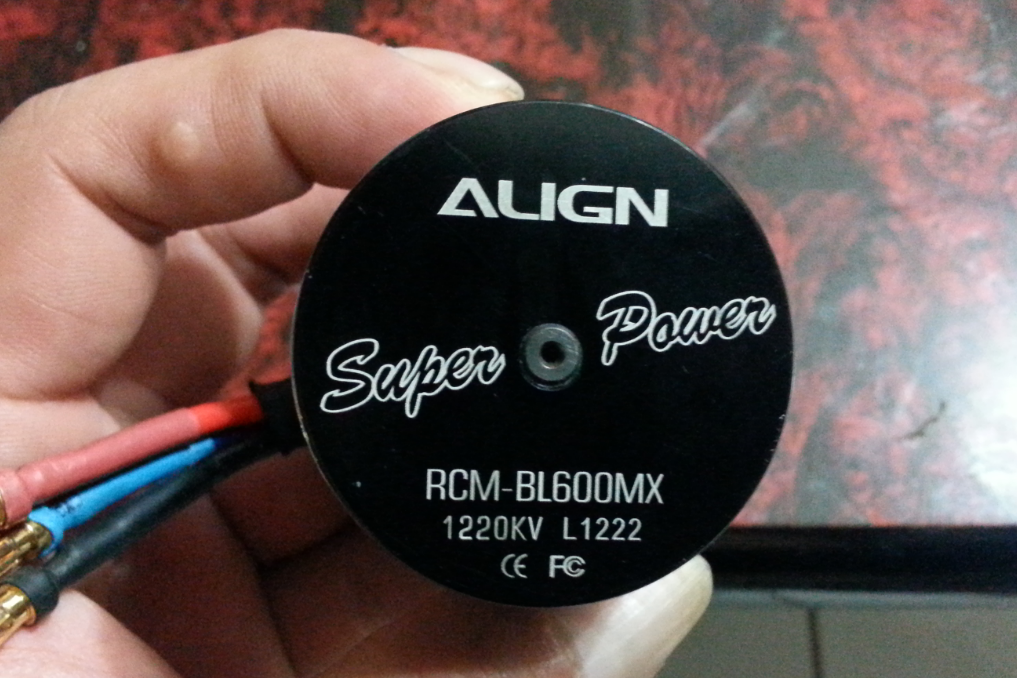 ALIGN
Super Power
RCM-BL600MX
1220KV L1222
CE FC